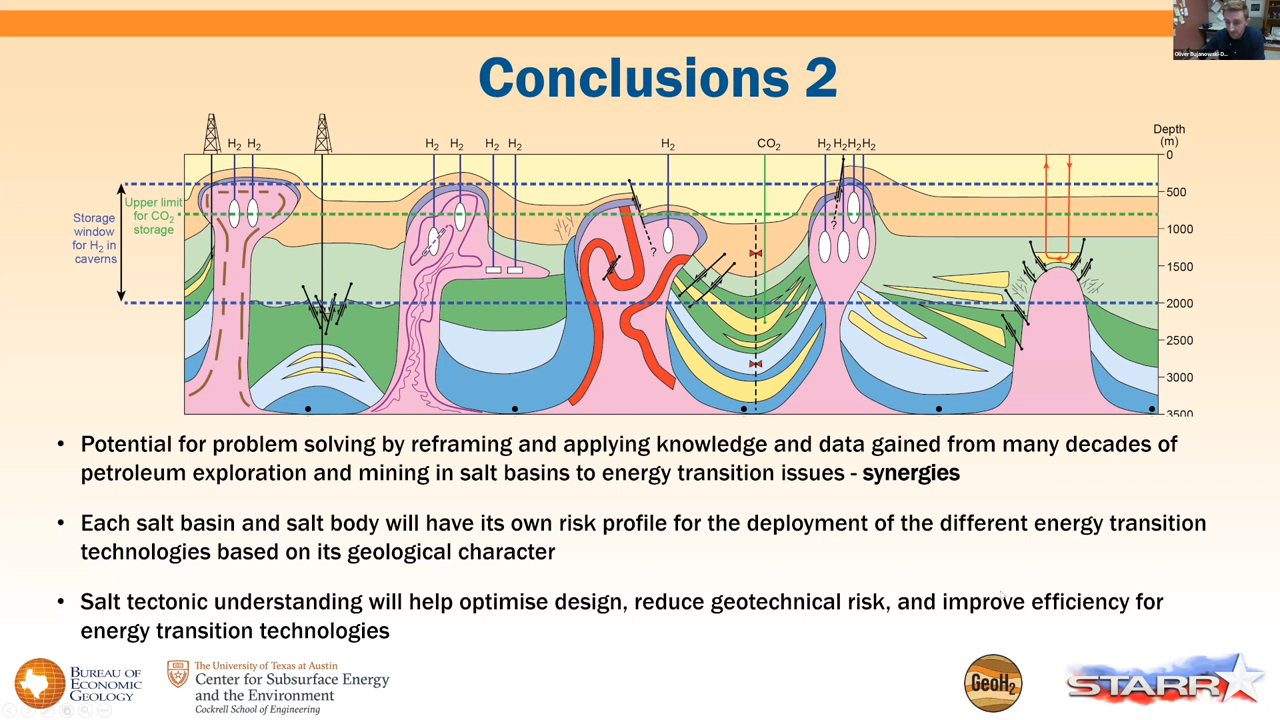 Oliver Bujanowski-D...
Conclusions 2
H₂ H₂ H₂ H₂ H₂ H₂ H₂ CO₂ H₂ H₂ H₂ H₂
Depth
(m)
0
500
1000
1500
2000
2500
3000
3500
Storage
window
for H₂ in
caverns
Upper limit
for CO₂
storage
?
?
• Potential for problem solving by reframing and applying knowledge and data gained from many decades of
petroleum exploration and mining in salt basins to energy transition issues - synergies
• Each salt basin and salt body will have its own risk profile for the deployment of the different energy transition
technologies based on its geological character
• Salt tectonic understanding will help optimise design, reduce geotechnical risk, and improve efficiency for
energy transition technologies
BUREAU OF
ECONOMIC
GEOLOGY
The University of Texas at Austin
Center for Subsurface Energy
and the Environment
Cockrell School of Engineering
GeoH₂
STARR